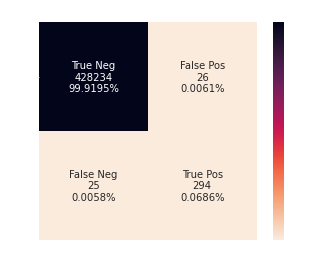 True Neg
428234
99.9195%
False Pos
26
0.0061%
False Neg
25
0.0058%
True Pos
294
0.0686%